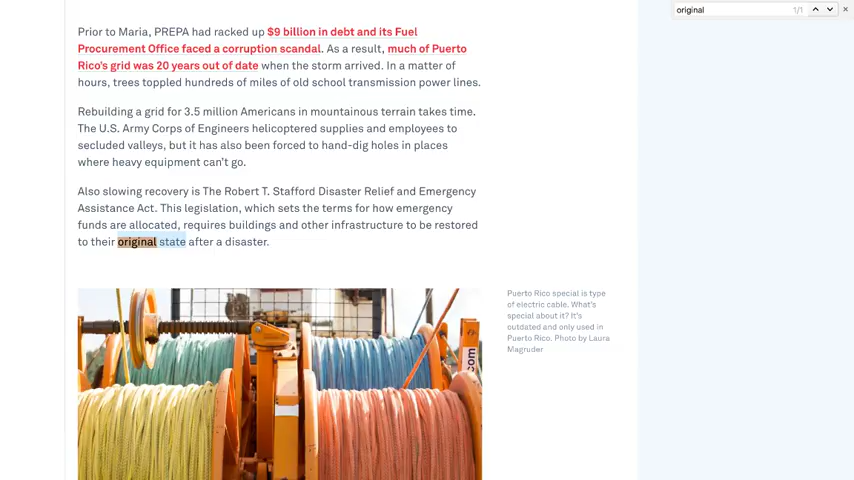 original
1/1
Prior to Maria, PREPA had racked up $9 billion in debt and its Fuel
Procurement Office faced a corruption scandal. As a result, much of Puerto
Rico's grid was 20 years out of date when the storm arrived. In a matter of
hours, trees toppled hundreds of miles of old school transmission power lines.
Rebuilding a grid for 3.5 million Americans in mountainous terrain takes time.
The U.S. Army Corps of Engineers helicoptered supplies and employees to
secluded valleys, but it has also been forced to hand-dig holes in places
where heavy equipment can't go.
Also slowing recovery is The Robert T. Stafford Disaster Relief and Emergency
Assistance Act. This legislation, which sets the terms for how emergency
funds are allocated, requires buildings and other infrastructure to be restored
to their original state after a disaster.
Puerto Rico special is type
of electric cable. What's
special about it? It's
outdated and only used in
Puerto Rico. Photo by Laura
Magruder
.com